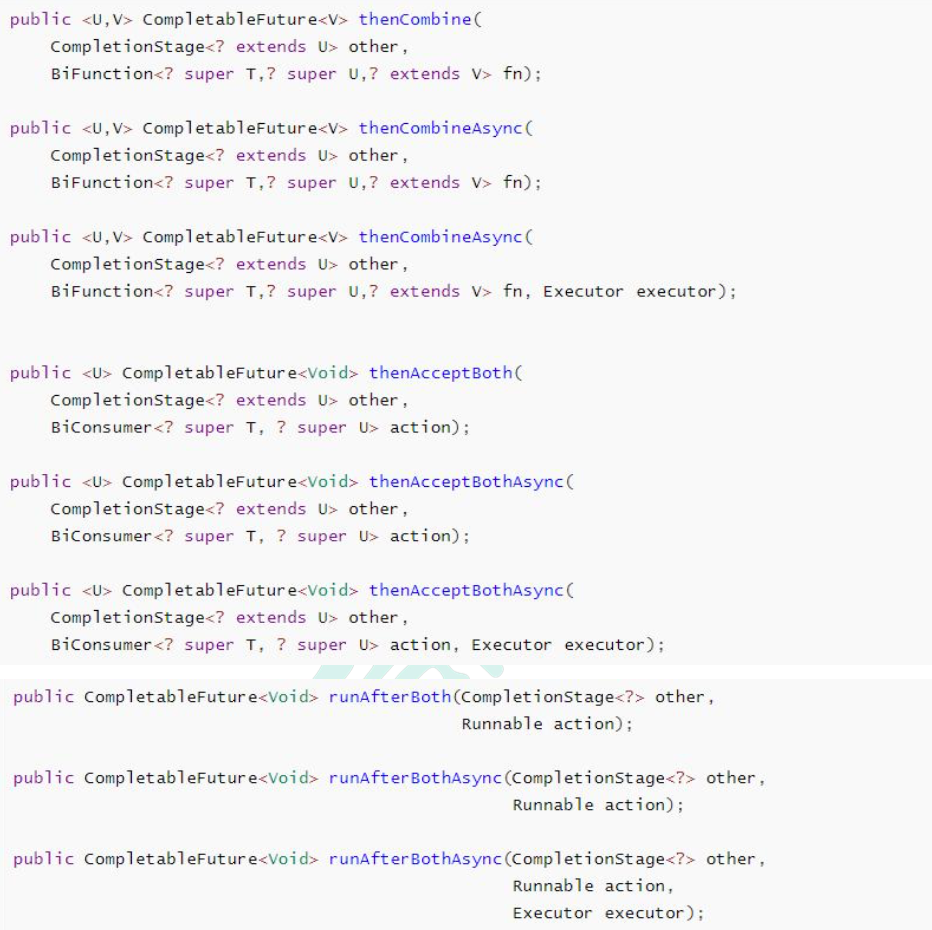 public <U,V> CompletableFuture<V> thenCombine(
    CompletionStage<? extends U> other,
    BiFunction<? super T,? super U,? extends V> fn);

public <U,V> CompletableFuture<V> thenCombineAsync(
    CompletionStage<? extends U> other,
    BiFunction<? super T,? super U,? extends V> fn);

public <U,V> CompletableFuture<V> thenCombineAsync(
    CompletionStage<? extends U> other,
    BiFunction<? super T,? super U,? extends V> fn, Executor executor);

public <U> CompletableFuture<Void> thenAcceptBoth(
    CompletionStage<? extends U> other,
    BiConsumer<? super T, ? super U> action);

public <U> CompletableFuture<Void> thenAcceptBothAsync(
    CompletionStage<? extends U> other,
    BiConsumer<? super T, ? super U> action);

public <U> CompletableFuture<Void> thenAcceptBothAsync(
    CompletionStage<? extends U> other,
    BiConsumer<? super T, ? super U> action, Executor executor);

public CompletableFuture<Void> runAfterBoth(CompletionStage<?> other,
                                            Runnable action);

public CompletableFuture<Void> runAfterBothAsync(CompletionStage<?> other,
                                                 Runnable action);

public CompletableFuture<Void> runAfterBothAsync(CompletionStage<?> other,
                                                 Runnable action,
                                                 Executor executor);